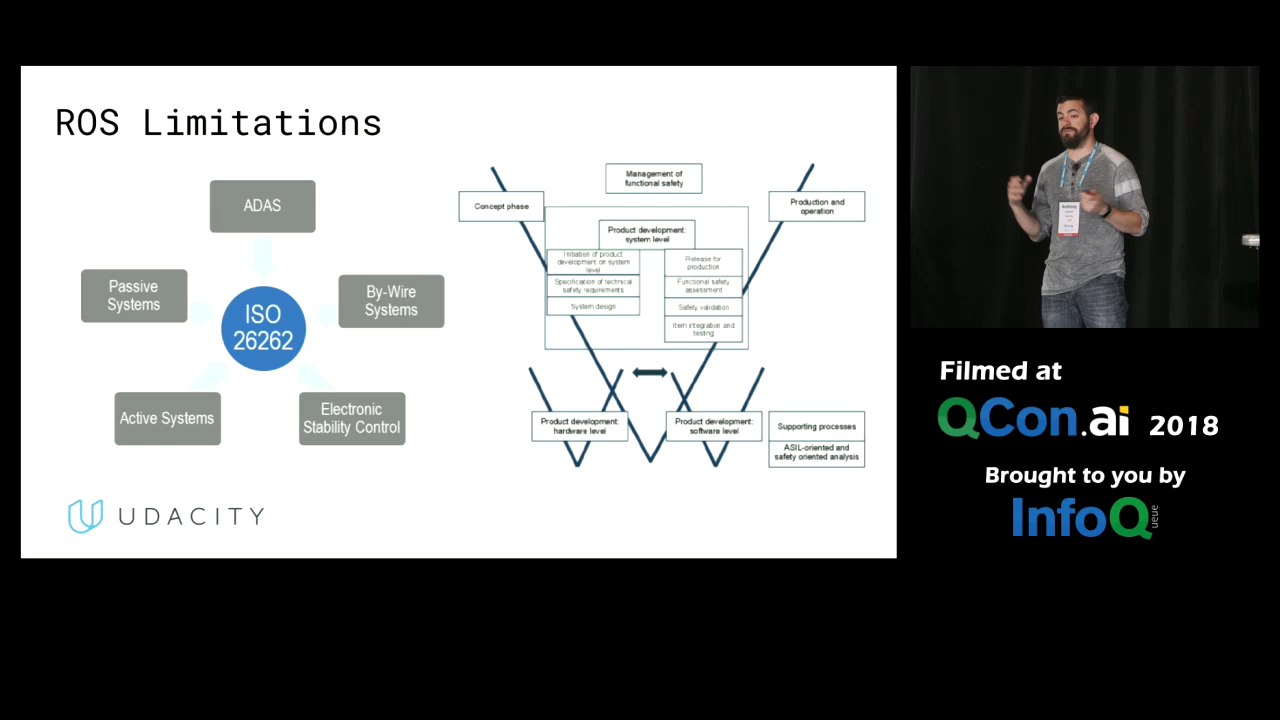 ROS Limitations
ADAS
Passive
Systems
By-Wire
Systems
ISO
26262
Active Systems
Electronic
Stability Control
Management of
functional safety
Concept phase
Production and
operation
Product development:
system level
Initiation of product
development on system
level
Specification of technical
safety requirements
System design
Release for
production
Functional safety
assessment
Safety validation
Item integration and
testing
Product development:
hardware level
Product development:
software level
Supporting processes
ASIL-oriented and
safety oriented analysis
UDACITY
Anthony
Filmed at
QCon.ai 2018
Brought to you by
InfoQ
ueue